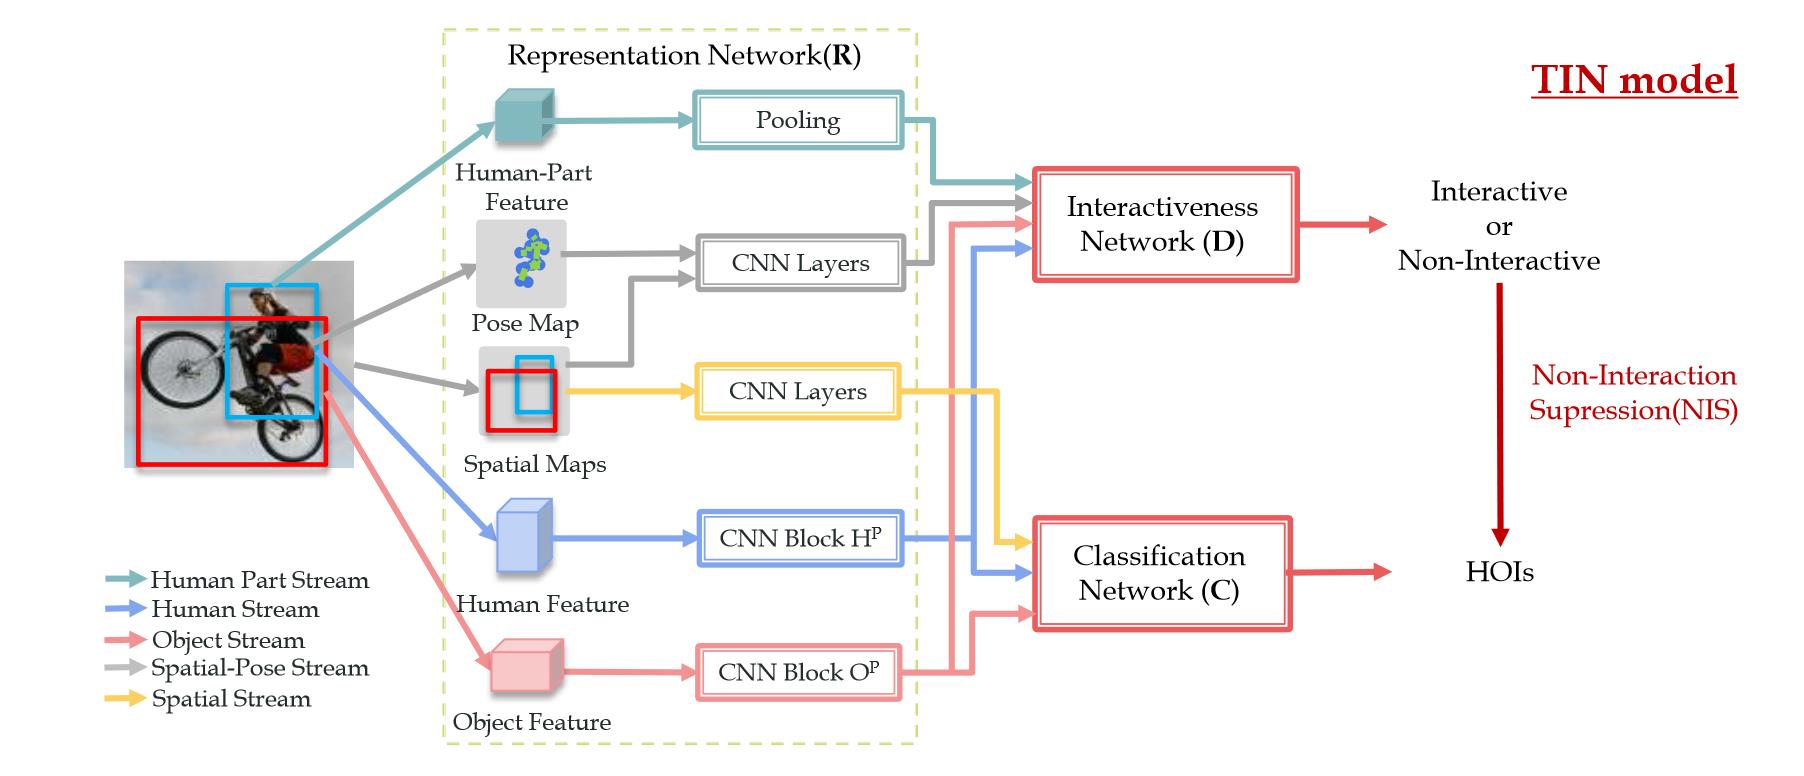 Representation Network(R)
TIN model
Pooling
Human-Part
Feature
Interactiveness
Network (D)
Interactive
or
Non-Interactive
CNN Layers
Pose Map
CNN Layers
Non-Interaction
Supression(NIS)
Spatial Maps
CNN Block Hᴾ
Classification
Network (C)
HOIs
Human Feature
CNN Block Oᴾ
Object Feature
Human Part Stream
Human Stream
Object Stream
Spatial-Pose Stream
Spatial Stream